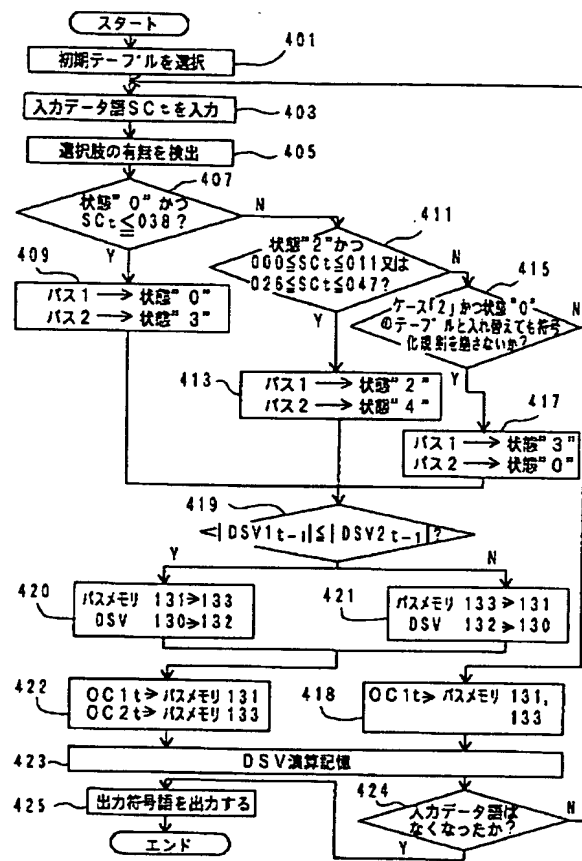 スタート
初期テーブルを選択
401
入力データ語SCtを入力
403
選択肢の有無を検出
405
407
状態"0"かつ
SCt≦038?
N
Y
411
状態"2"かつ
000≦SCt≦011又は
026≦SCt≦047?
N
Y
415
ケース「2」かつ状態"0"
のテーブルと入れ替えても符号
化規則を崩さないか?
N
Y
409
パス1 → 状態"0"
パス2 → 状態"3"
413
パス1 → 状態"2"
パス2 → 状態"4"
417
パス1 → 状態"3"
パス2 → 状態"0"
419
<|DSV1t-1|≦|DSV2t-1|?
Y
N
420
パスメモリ 131≫133
DSV 130≫132
421
パスメモリ 133≫131
DSV 132≫130
422
OC1t≫パスメモリ131
OC2t≫パスメモリ133
418
OC1t≫ パスメモリ 131,
133
423
DSV演算記憶
424
入力データ語は
なくなったか?
N
Y
425
出力符号語を出力する
エンド